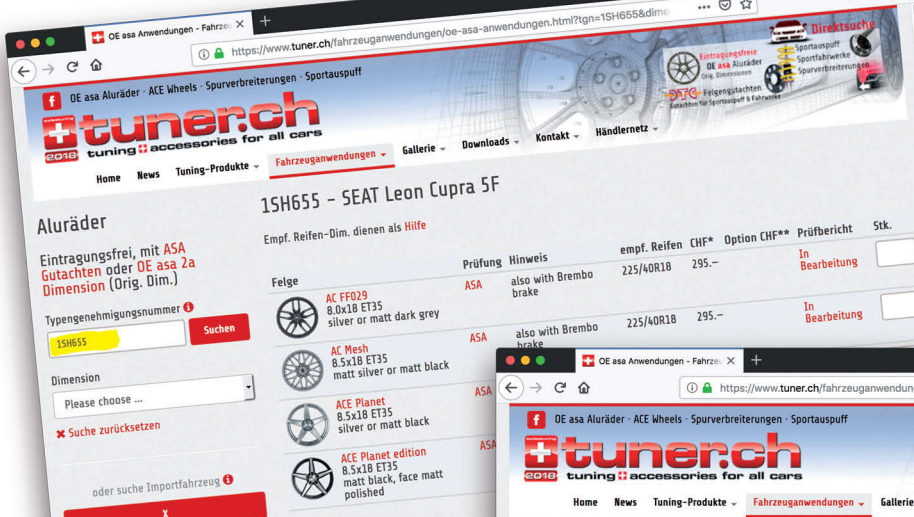 OE asa Anwendungen - Fahrzeu
https://www.tuner.ch/fahrzeuganwendungen/oe-asa-anwendungen.html?tgn=1SH655&dime
OE asa Aluräder · ACE Wheels · Spurverbreiterungen · Sportauspuff
tuner.ch
2018
tuning accessories for all cars
Eintragungsfreie
OE asa Aluräder
Orig. Dimensionen
DTC Felgengutachten
Gutachten für Sportauspuff & Fahrwerke
Direktsuche
Sportauspuff
Sportfahrwerke
Spurverbreiterungen
Home News Tuning-Produkte Fahrzeuganwendungen Gallerie Downloads Kontakt Händlernetz
Aluräder
Eintragungsfrei, mit ASA
Gutachten oder OE asa 2a
Dimension (Orig. Dim.)
Typengenehmigungsnummer
1SH655 Suchen
Dimension
Please choose ...
Suche zurücksetzen
oder suche Importfahrzeug
X
1SH655 - SEAT Leon Cupra 5F
Empf. Reifen-Dim. dienen als Hilfe
Felge Prüfung Hinweis empf. Reifen CHF* Option CHF** Prüfbericht Stk.
AC FF029
8.0x18 ET35
silver or matt dark grey
ASA
also with Brembo
brake
225/40R18
295.–
In
Bearbeitung
AC Mesh
8.5x18 ET35
matt silver or matt black
ASA
also with Brembo
brake
225/40R18
295.–
In
Bearbeitung
ACE Planet
8.5x18 ET35
silver or matt black
ASA
ACE Planet edition
8.5x18 ET35
matt black, face matt
polished
ASA
OE asa Anwendungen - Fahrzeu
https://www.tuner.ch/fahrzeuganwendun
OE asa Aluräder · ACE Wheels · Spurverbreiterungen · Sportauspuff
tuner.ch
2018
tuning accessories for all cars
Home News Tuning-Produkte Fahrzeuganwendungen Gallerie